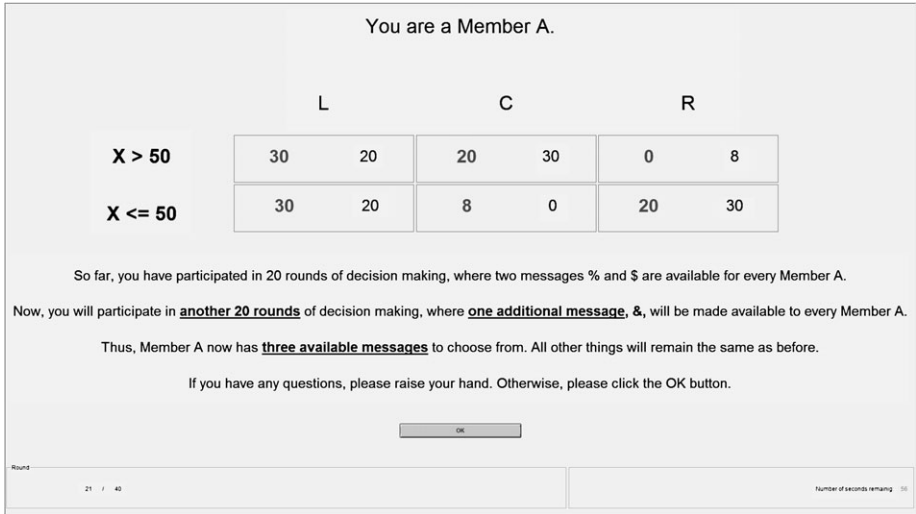 You are a Member A.
L C R
X > 50 30 20 20 30 0 8
X <= 50 30 20 8 0 20 30
So far, you have participated in 20 rounds of decision making, where two messages % and $ are available for every Member A.
Now, you will participate in another 20 rounds of decision making, where one additional message, &, will be made available to every Member A.
Thus, Member A now has three available messages to choose from. All other things will remain the same as before.
If you have any questions, please raise your hand. Otherwise, please click the OK button.
OK
Round
21 / 40 Number of seconds remainig 56